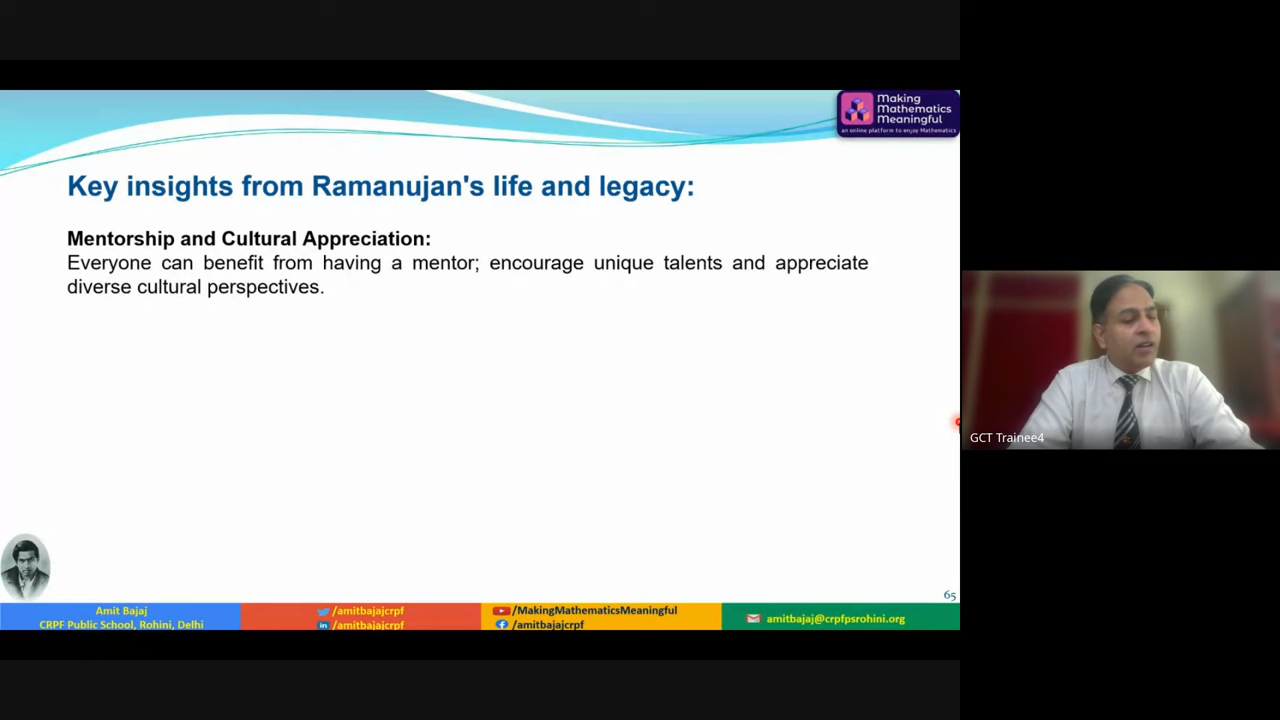 Making
Mathematics
Meaningful
an online platform to enjoy Mathematics
Key insights from Ramanujan's life and legacy:
Mentorship and Cultural Appreciation:
Everyone can benefit from having a mentor; encourage unique talents and appreciate
diverse cultural perspectives.
GCT Trainee4
65
Amit Bajaj
CRPF Public School, Rohini, Delhi
/amitbajajcrpf
/amitbajajcrpf
/MakingMathematicsMeaningful
/amitbajajcrpf
amitbajaj@crpfpsrohini.org